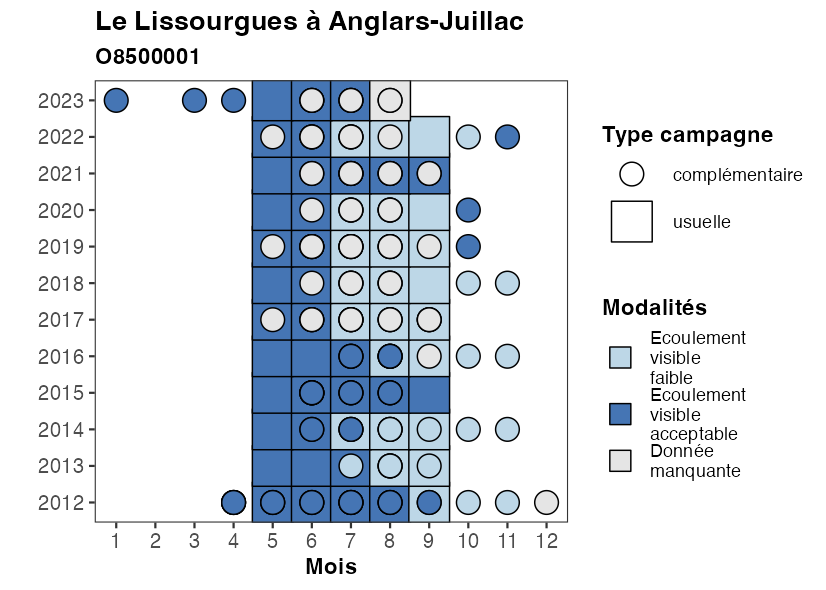 Le Lissourgues à Anglars-Juillac
O8500001
2023
2022
2021
2020
2019
2018
2017
2016
2015
2014
2013
2012
1 2 3 4 5 6 7 8 9 10 11 12
Mois
Type campagne
complémentaire
usuelle
Modalités
Ecoulement
visible
faible
Ecoulement
visible
acceptable
Donnée
manquante